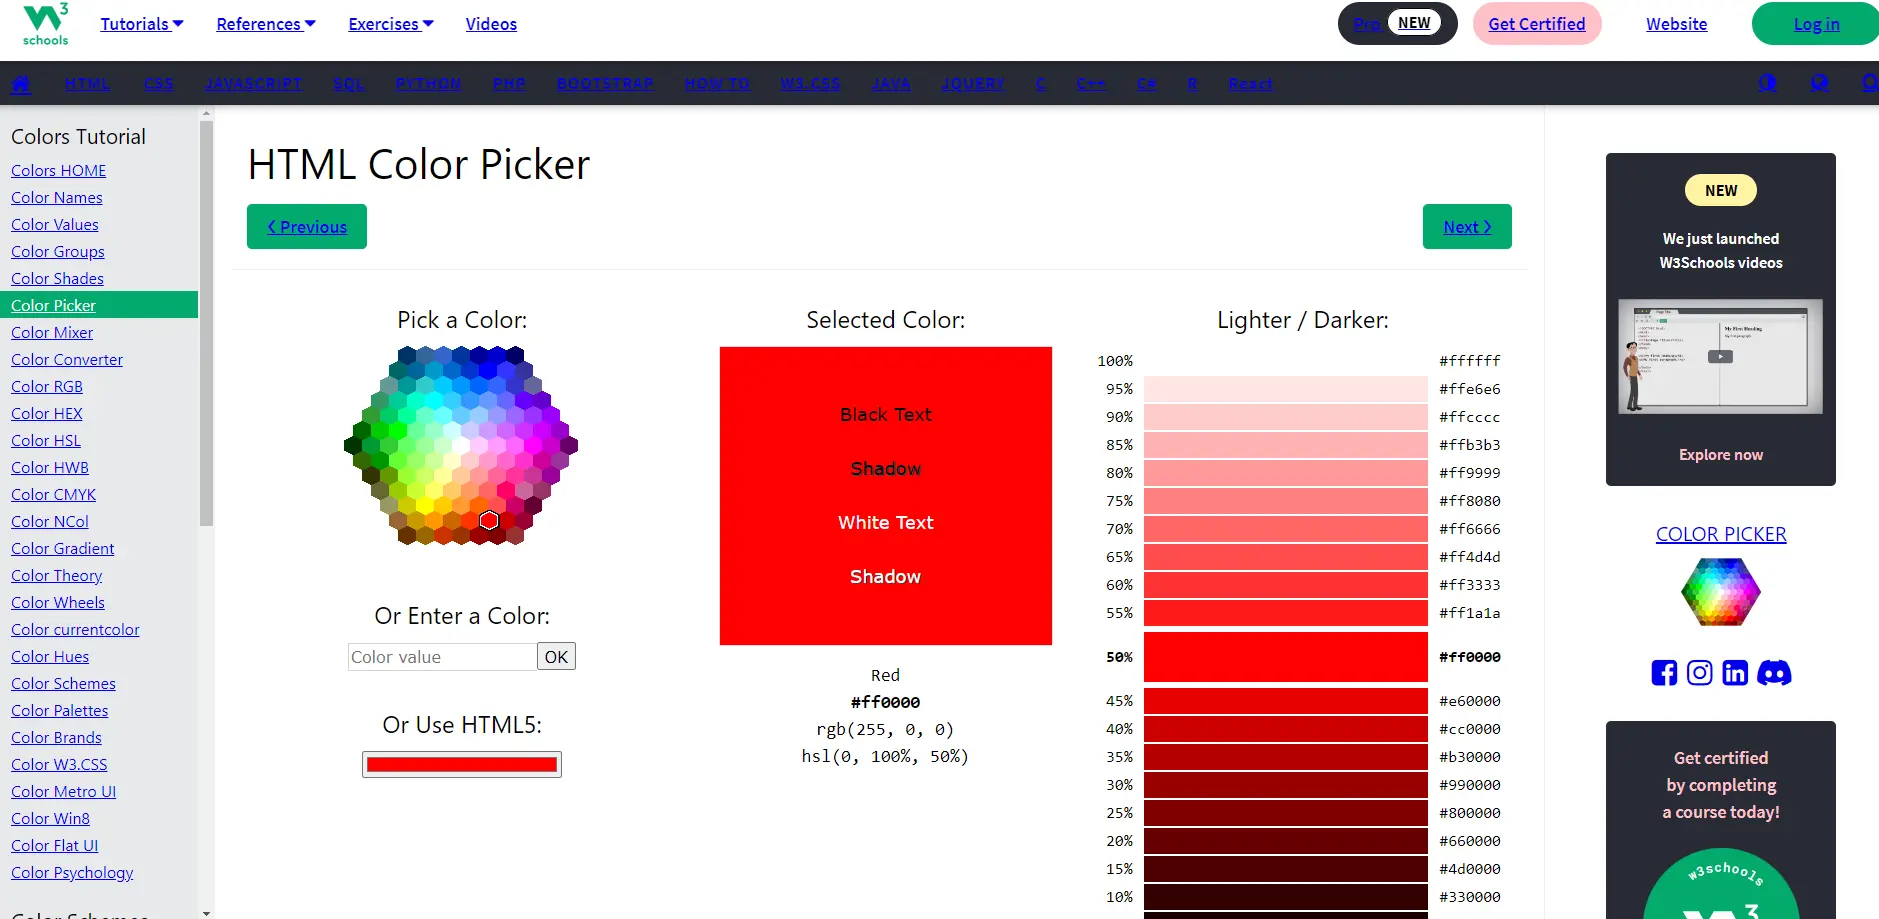 3
schools
Tutorials
References
Exercises
Videos
Pro NEW
Get Certified
Website
Log in
HTML
CSS
JAVASCRIPT
SQL
PYTHON
PHP
BOOTSTRAP
HOW TO
W3.CSS
JAVA
JQUERY
C
C++
C#
R
React
Colors Tutorial
Colors HOME
Color Names
Color Values
Color Groups
Color Shades
Color Picker
Color Mixer
Color Converter
Color RGB
Color HEX
Color HSL
Color HWB
Color CMYK
Color NCol
Color Gradient
Color Theory
Color Wheels
Color currentcolor
Color Hues
Color Schemes
Color Palettes
Color Brands
Color W3.CSS
Color Metro UI
Color Win8
Color Flat UI
Color Psychology
Color Schemes
HTML Color Picker
❮ Previous
Next ❯
Pick a Color:
Or Enter a Color:
Color value
OK
Or Use HTML5:
Selected Color:
Black Text
Shadow
White Text
Shadow
Red
#ff0000
rgb(255, 0, 0)
hsl(0, 100%, 50%)
Lighter / Darker:
100% #ffffff
95% #ffe6e6
90% #ffcccc
85% #ffb3b3
80% #ff9999
75% #ff8080
70% #ff6666
65% #ff4d4d
60% #ff3333
55% #ff1a1a
50% #ff0000
45% #e60000
40% #cc0000
35% #b30000
30% #990000
25% #800000
20% #660000
15% #4d0000
10% #330000
NEW
We just launched
W3Schools videos
Explore now
COLOR PICKER
Get certified
by completing
a course today!
w3schools
3